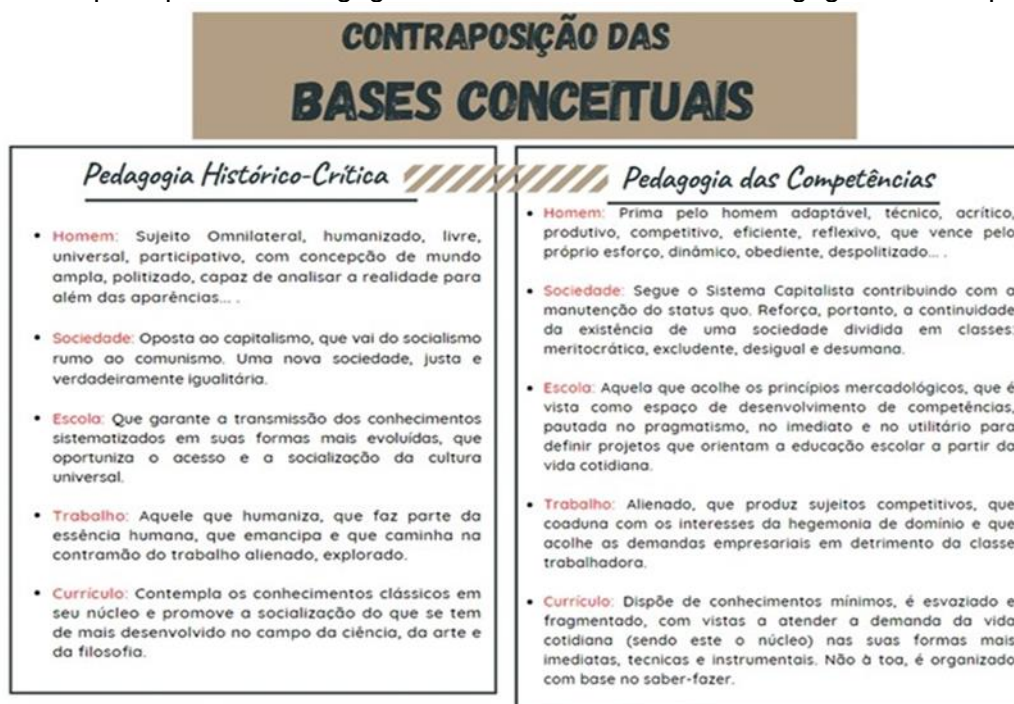 CONTRAPOSIÇÃO DAS
BASES CONCEITUAIS
Pedagogia Histórico-Crítica
• Homem: Sujeito Omnilateral, humanizado, livre,
universal, participativo, com concepção de mundo
ampla, politizado, capaz de analisar a realidade para
além das aparências... .
• Sociedade: Oposta ao capitalismo, que vai do socialismo
rumo ao comunismo. Uma nova sociedade, justa e
verdadeiramente igualitária.
• Escola: Que garante a transmissão dos conhecimentos
sistematizados em suas formas mais evoluídas, que
oportuniza o acesso e a socialização da cultura
universal.
• Trabalho: Aquele que humaniza, que faz parte da
essência humana, que emancipa e que caminha na
contramão do trabalho alienado, explorado.
• Currículo: Contempla os conhecimentos clássicos em
seu núcleo e promove a socialização do que se tem
de mais desenvolvido no campo da ciência, da arte e
da filosofia.
Pedagogia das Competências
• Homem: Prima pelo homem adaptável, técnico, acrítico,
produtivo, competitivo, eficiente, reflexivo, que vence pelo
próprio esforço, dinâmico, obediente, despolitizado... .
• Sociedade: Segue o Sistema Capitalista contribuindo com a
manutenção do status quo. Reforça, portanto, a continuidade
da existência de uma sociedade dividida em classes:
meritocrática, excludente, desigual e desumana.
• Escola: Aquela que acolhe os princípios mercadológicos, que é
vista como espaço de desenvolvimento de competências,
pautada no pragmatismo, no imediato e no utilitário para
definir projetos que orientam a educação escolar a partir da
vida cotidiana.
• Trabalho: Alienado, que produz sujeitos competitivos, que
coaduna com os interesses da hegemonia de domínio e que
acolhe as demandas empresariais em detrimento da classe
trabalhadora.
• Currículo: Dispõe de conhecimentos mínimos, é esvaziado e
fragmentado, com vistas a atender a demanda da vida
cotidiana (sendo este o núcleo) nas suas formas mais
imediatas, tecnicas e instrumentais. Não à toa, é organizado
com base no saber-fazer.